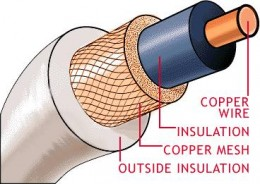 COPPER
WIRE
INSULATION
COPPER MESH
OUTSIDE INSULATION